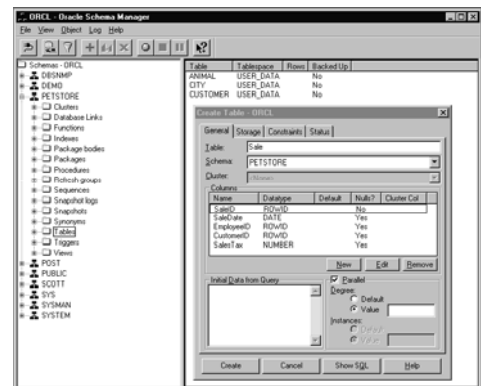 ORCL - Oracle Schema Manager
File View Object Log Help
Schemas - ORCL
DBSNMP
DEMO
PETSTORE
Clusters
Database Links
Functions
Indexes
Package bodies
Packages
Procedures
Refresh groups
Sequences
Snapshot logs
Snapshots
Synonyms
Tables
Triggers
Views
POST
PUBLIC
SCOTT
SYS
SYSMAN
SYSTEM
Table Tablespace Rows Backed Up
ANIMAL USER_DATA No
CITY USER_DATA No
CUSTOMER USER_DATA No
Create Table - ORCL
General Storage Constraints Status
Table: Sale
Schema: PETSTORE
Cluster: <None>
Columns
Name Datatype Default Nulls? Cluster Col
SaleID ROWID No
SaleDate DATE Yes
EmployeeID ROWID Yes
CustomerID ROWID Yes
SalesTax NUMBER Yes
New Edit Remove
Initial Data from Query
Parallel
Degree:
Default
Value
Instances:
Default
Value
Create Cancel Show SQL Help